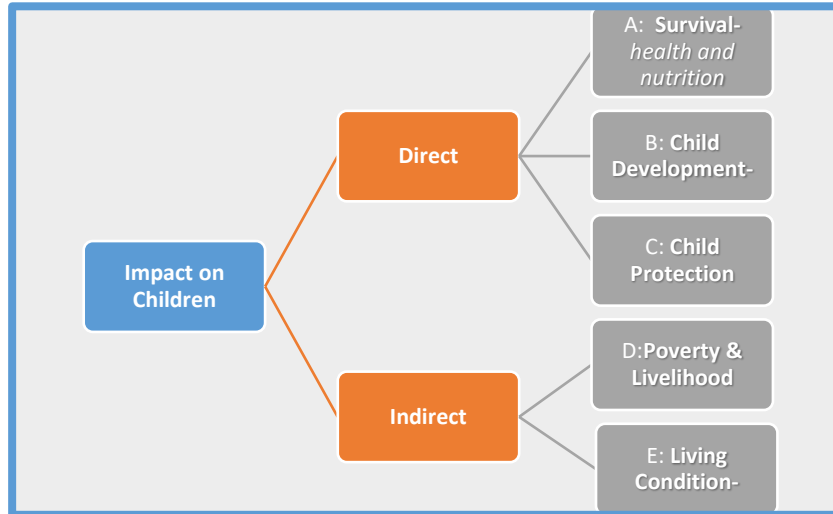 Impact on
Children
Direct
Indirect
A: Survival-
health and
nutrition
B: Child
Development-
C: Child
Protection
D:Poverty &
Livelihood
E: Living
Condition-